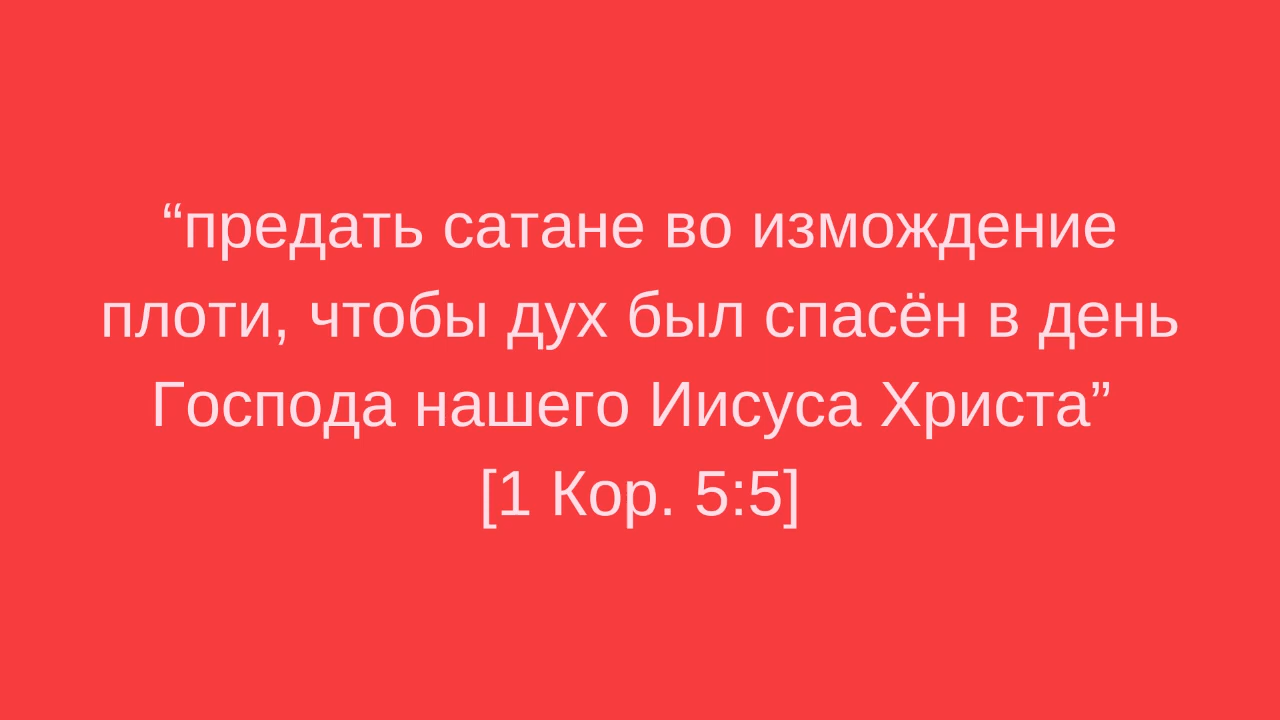 “предать сатане во измождение
плоти, чтобы дух был спасён в день
Господа нашего Иисуса Христа”
[1 Кор. 5:5]